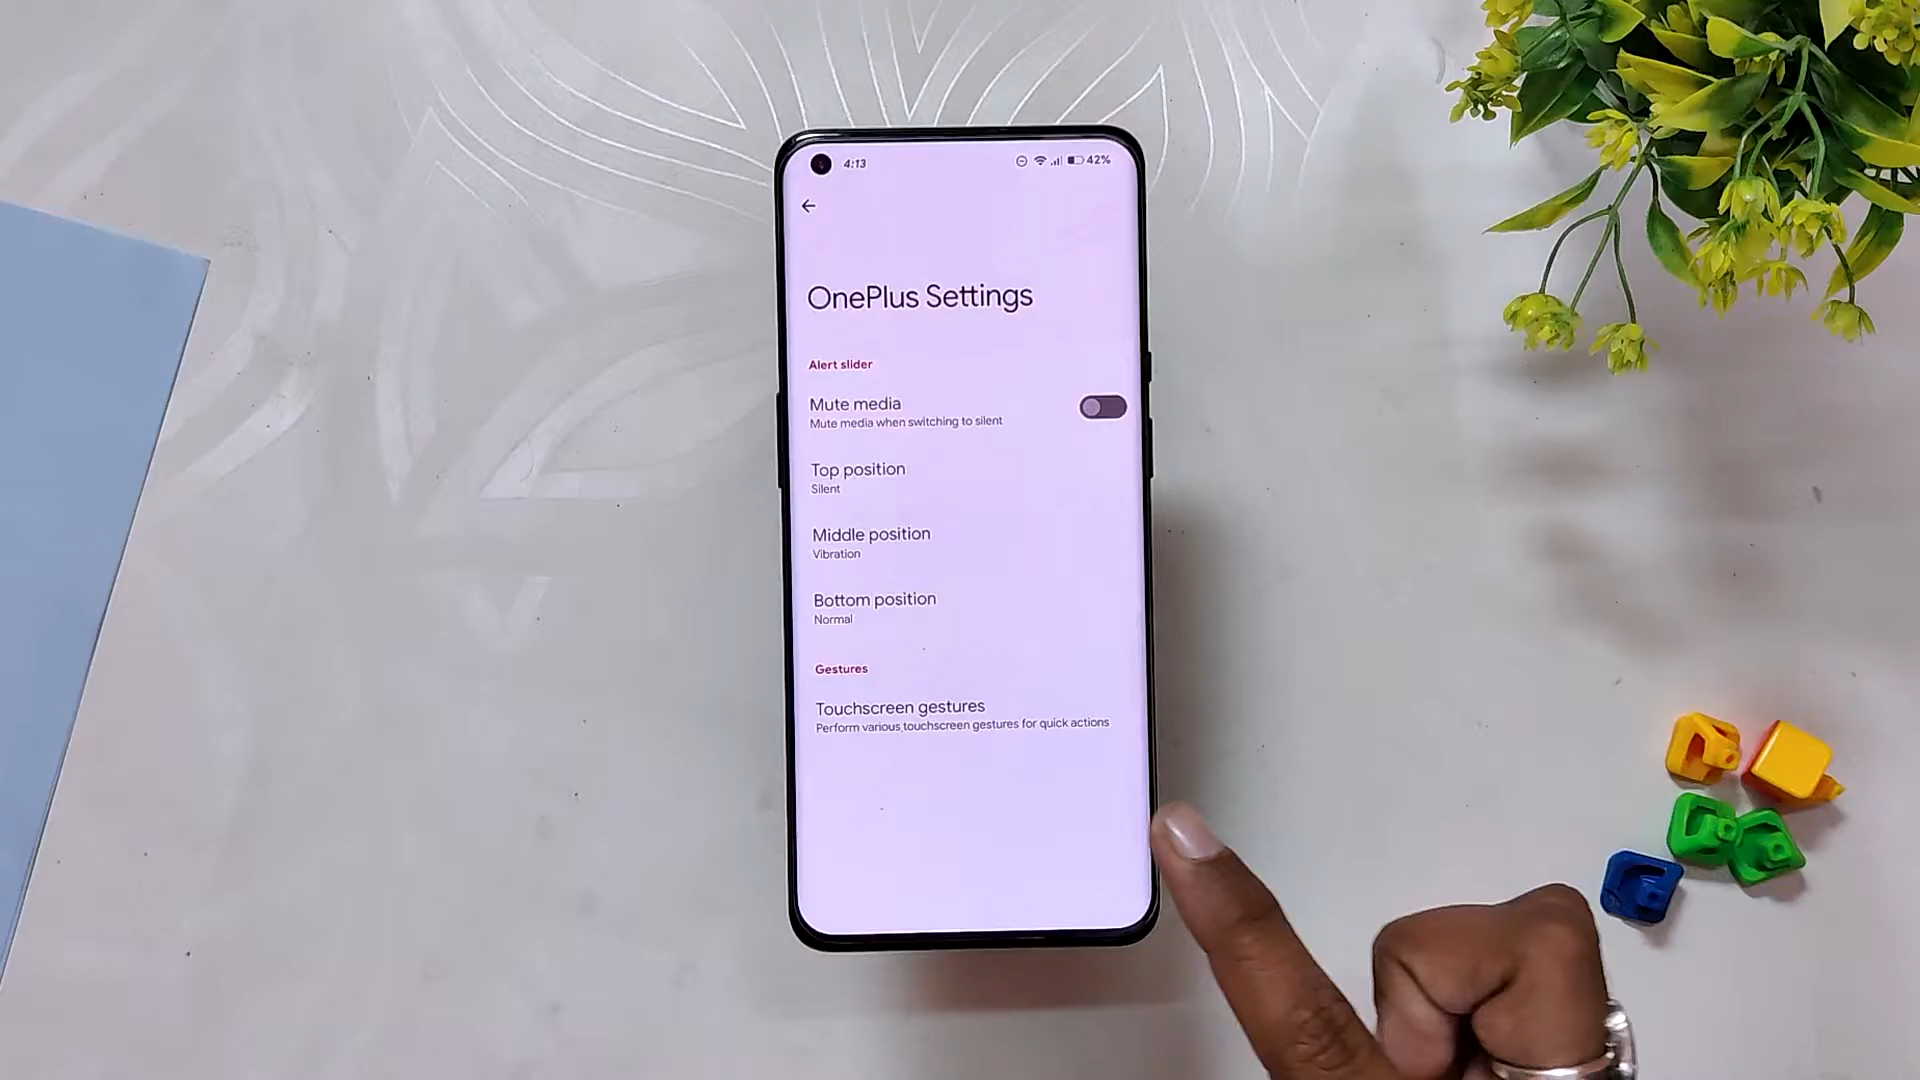 4:13
42%
OnePlus Settings
Alert slider
Mute media
Mute media when switching to silent
Top position
Silent
Middle position
Vibration
Bottom position
Normal
Gestures
Touchscreen gestures
Perform various touchscreen gestures for quick actions